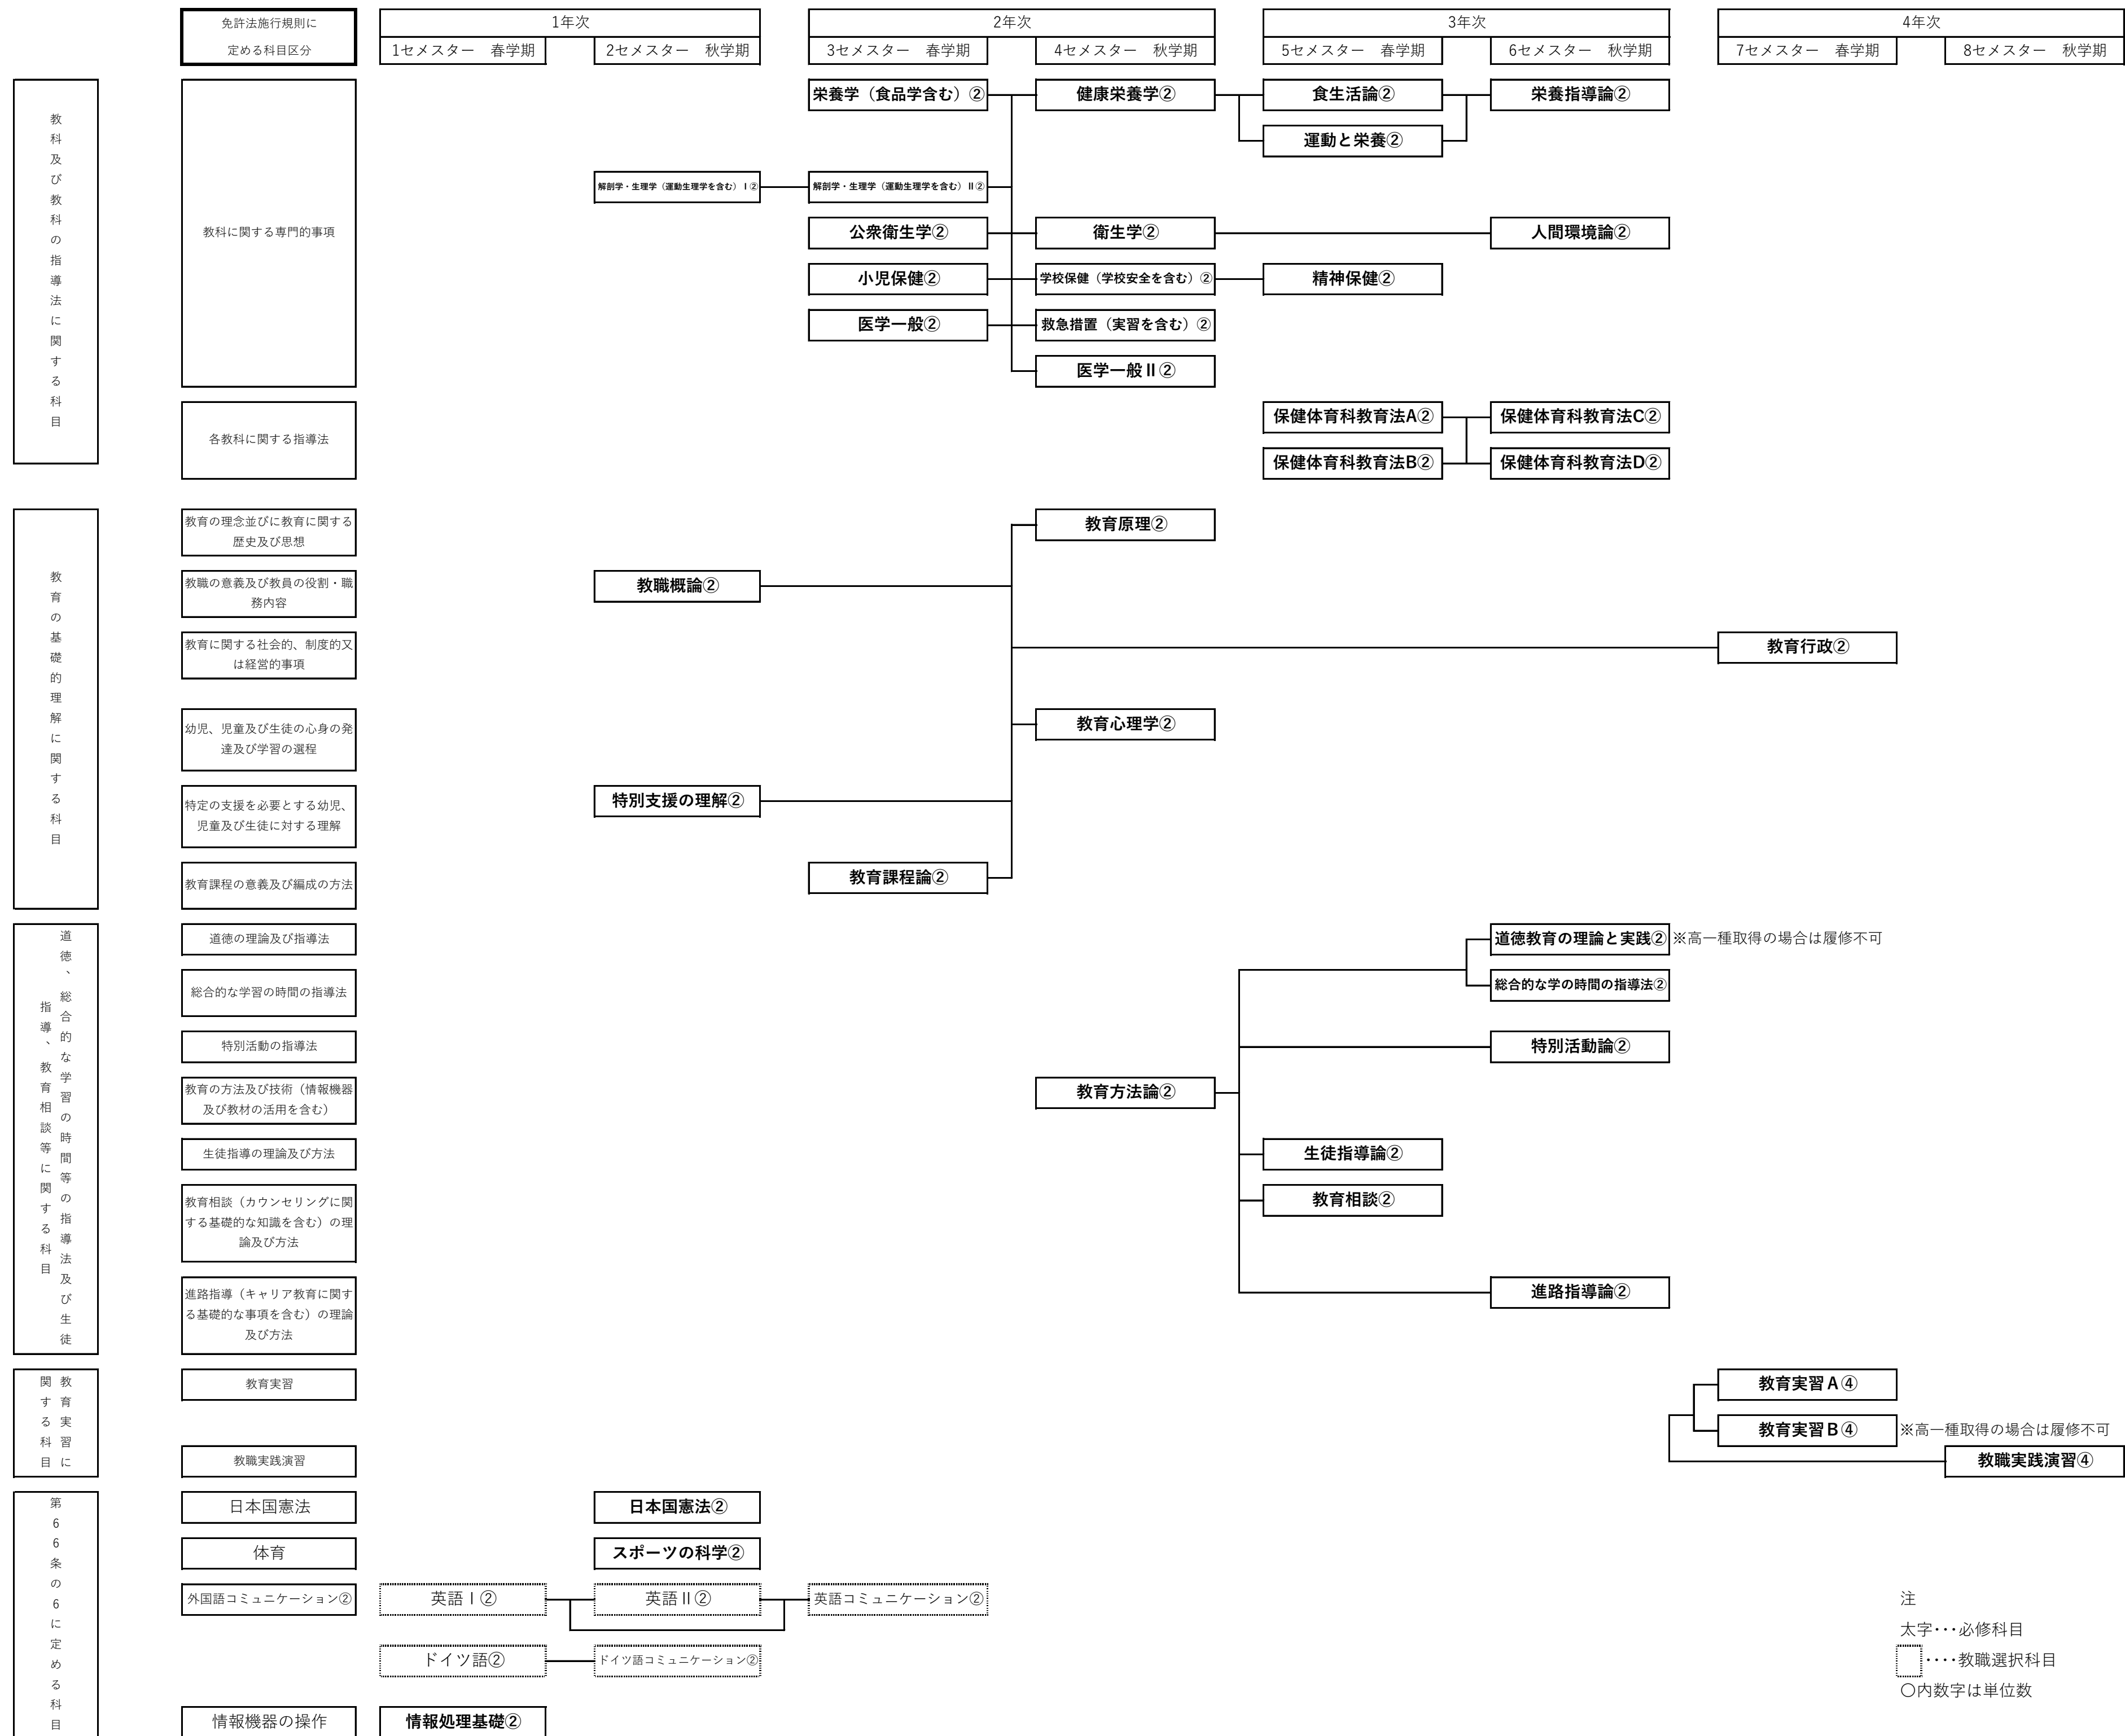 免許法施行規則に
定める科目区分
1年次
2年次
3年次
4年次
1セメスター　春学期
2セメスター　秋学期
3セメスター　春学期
4セメスター　秋学期
5セメスター　春学期
6セメスター　秋学期
7セメスター　春学期
8セメスター　秋学期
教科及び教科の指導法に関する科目
教科に関する専門的事項
栄養学（食品学含む）②
健康栄養学②
食生活論②
栄養指導論②
運動と栄養②
解剖学・生理学（運動生理学を含む）Ⅰ②
解剖学・生理学（運動生理学を含む）Ⅱ②
公衆衛生学②
衛生学②
人間環境論②
小児保健②
学校保健（学校安全を含む）②
精神保健②
医学一般②
救急措置（実習を含む）②
医学一般Ⅱ②
各教科に関する指導法
保健体育科教育法A②
保健体育科教育法C②
保健体育科教育法B②
保健体育科教育法D②
教育の基礎的理解に関する科目
教育の理念並びに教育に関する
歴史及び思想
教育原理②
教職の意義及び教員の役割・職
務内容
教職概論②
教育に関する社会的、制度的又
は経営的事項
教育行政②
幼児、児童及び生徒の心身の発
達及び学習の選程
教育心理学②
特定の支援を必要とする幼児、
児童及び生徒に対する理解
特別支援の理解②
教育課程の意義及び編成の方法
教育課程論②
道徳、総合的な学習の時間等の指導法及び生徒
指導、教育相談等に関する科目
道徳の理論及び指導法
道徳教育の理論と実践②
※高一種取得の場合は履修不可
総合的な学習の時間の指導法
総合的な学の時間の指導法②
特別活動の指導法
特別活動論②
教育の方法及び技術（情報機器
及び教材の活用を含む）
教育方法論②
生徒指導の理論及び方法
生徒指導論②
教育相談（カウンセリングに関
する基礎的な知識を含む）の理
論及び方法
教育相談②
進路指導（キャリア教育に関す
る基礎的な事項を含む）の理論
及び方法
進路指導論②
教育実習に
関する科目
教育実習
教育実習Ａ④
教育実習Ｂ④
※高一種取得の場合は履修不可
教職実践演習
教職実践演習④
第66条の6に定める科目
日本国憲法
日本国憲法②
体育
スポーツの科学②
外国語コミュニケーション②
英語Ⅰ②
英語Ⅱ②
英語コミュニケーション②
ドイツ語②
ドイツ語コミュニケーション②
情報機器の操作
情報処理基礎②
注
太字･･･必修科目
････教職選択科目
〇内数字は単位数